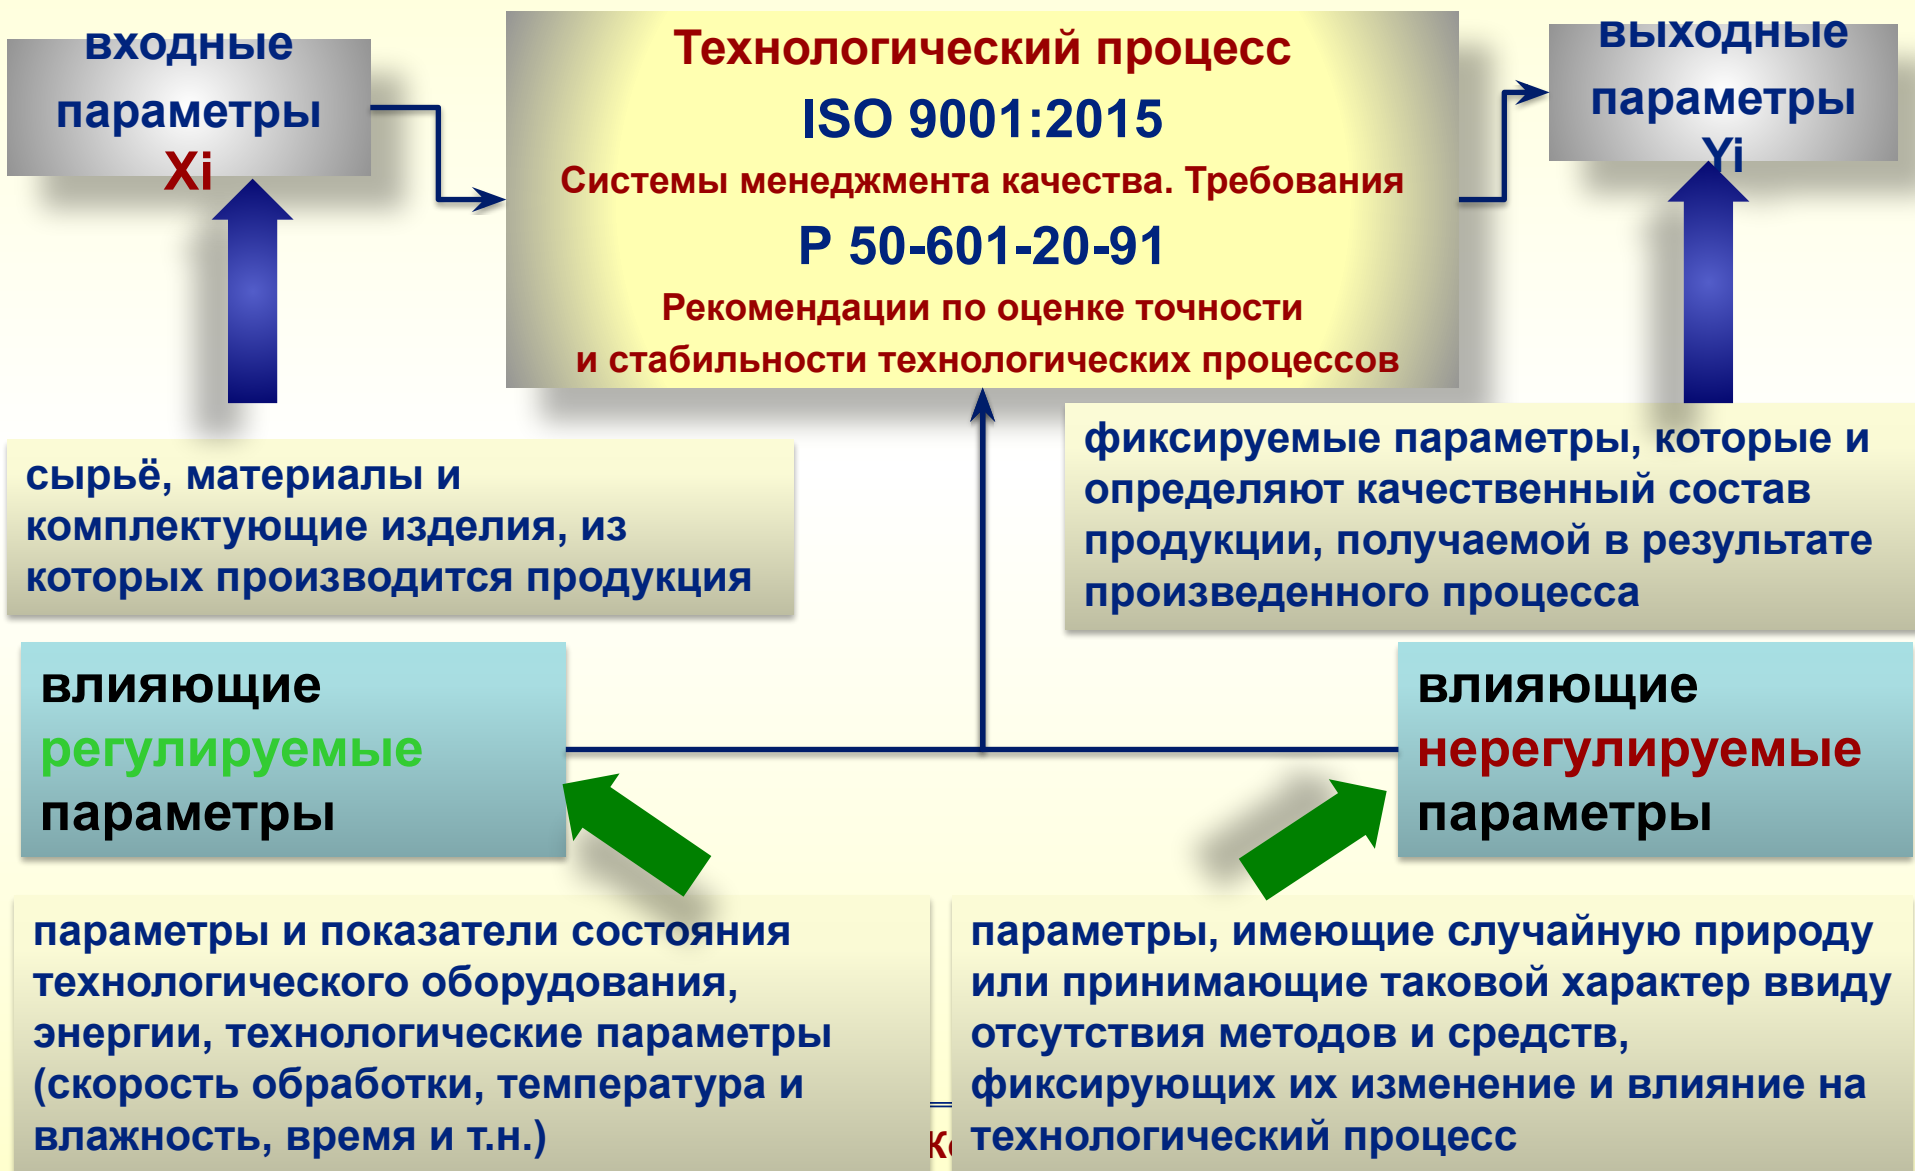 входные
параметры
Xi
Технологический процесс
ISO 9001:2015
Системы менеджмента качества. Требования
Р 50-601-20-91
Рекомендации по оценке точности
и стабильности технологических процессов
выходные
параметры
Yi
сырьё, материалы и
комплектующие изделия, из
которых производится продукция
фиксируемые параметры, которые и
определяют качественный состав
продукции, получаемой в результате
произведенного процесса
влияющие
регулируемые
параметры
влияющие
нерегулируемые
параметры
параметры и показатели состояния
технологического оборудования,
энергии, технологические параметры
(скорость обработки, температура и
влажность, время и т.н.)
параметры, имеющие случайную природу
или принимающие таковой характер ввиду
отсутствия методов и средств,
фиксирующих их изменение и влияние на
технологический процесс